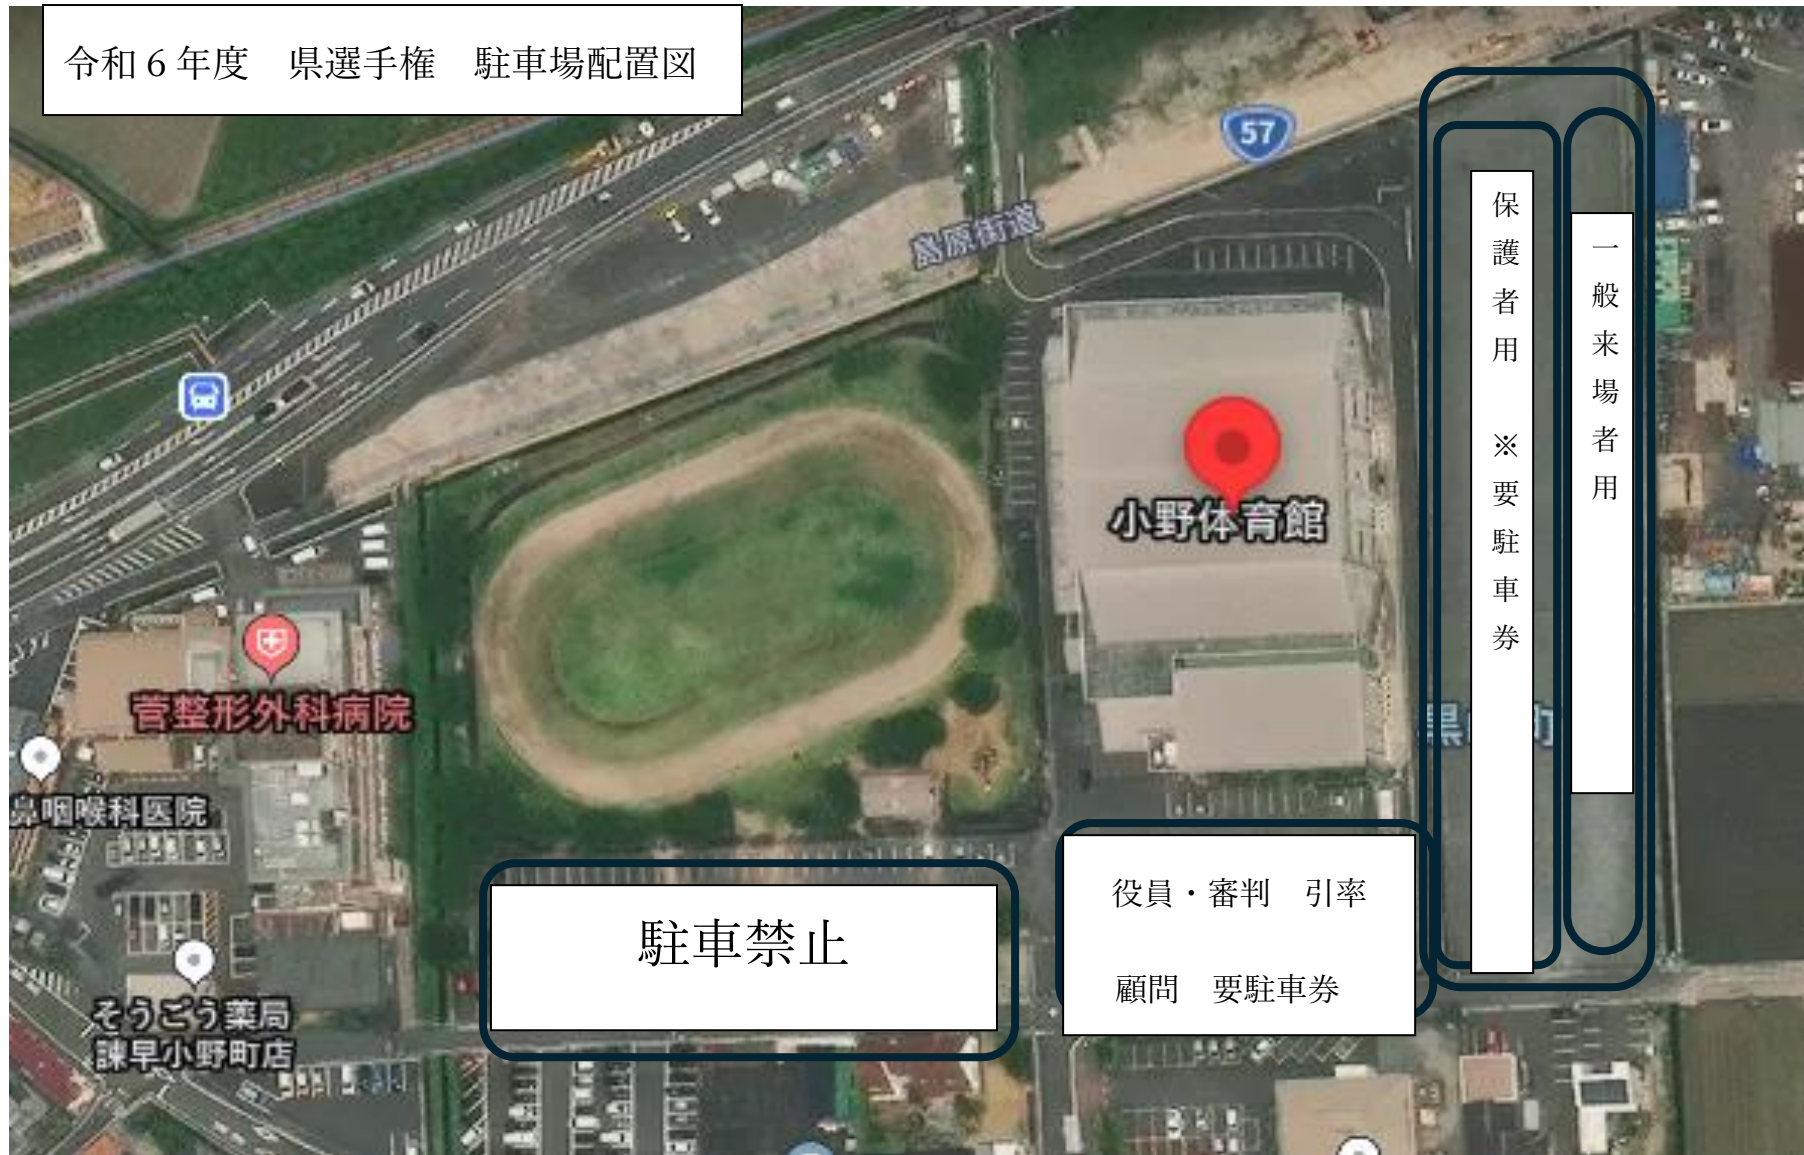 令和６年度　県選手権　駐車場配置図
57
島原街道
保護者用　※要駐車券
一般来場者用
小野体育館
菅整形外科病院
鼻咽喉科医院
駐車禁止
役員・審判　引率
顧問　要駐車券
そうごう薬局
諫早小野町店